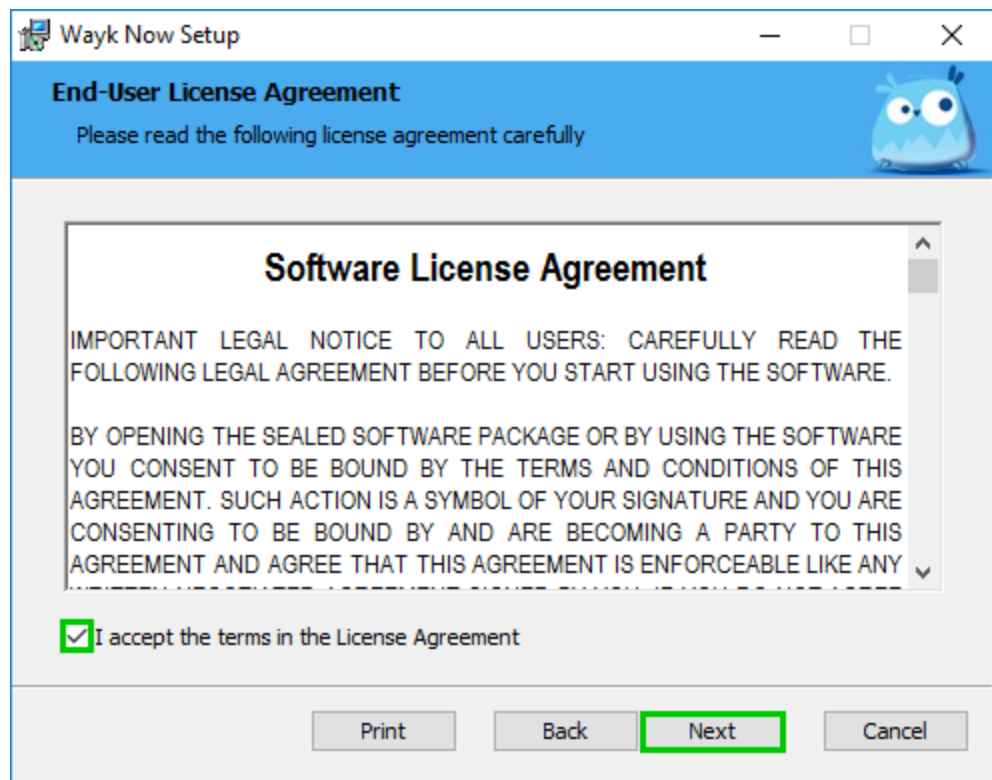 Wayk Now Setup
End-User License Agreement
Please read the following license agreement carefully
Software License Agreement
IMPORTANT LEGAL NOTICE TO ALL USERS: CAREFULLY READ THE
FOLLOWING LEGAL AGREEMENT BEFORE YOU START USING THE SOFTWARE.
BY OPENING THE SEALED SOFTWARE PACKAGE OR BY USING THE SOFTWARE
YOU CONSENT TO BE BOUND BY THE TERMS AND CONDITIONS OF THIS
AGREEMENT. SUCH ACTION IS A SYMBOL OF YOUR SIGNATURE AND YOU ARE
CONSENTING TO BE BOUND BY AND ARE BECOMING A PARTY TO THIS
AGREEMENT AND AGREE THAT THIS AGREEMENT IS ENFORCEABLE LIKE ANY
I accept the terms in the License Agreement
Print Back Next Cancel